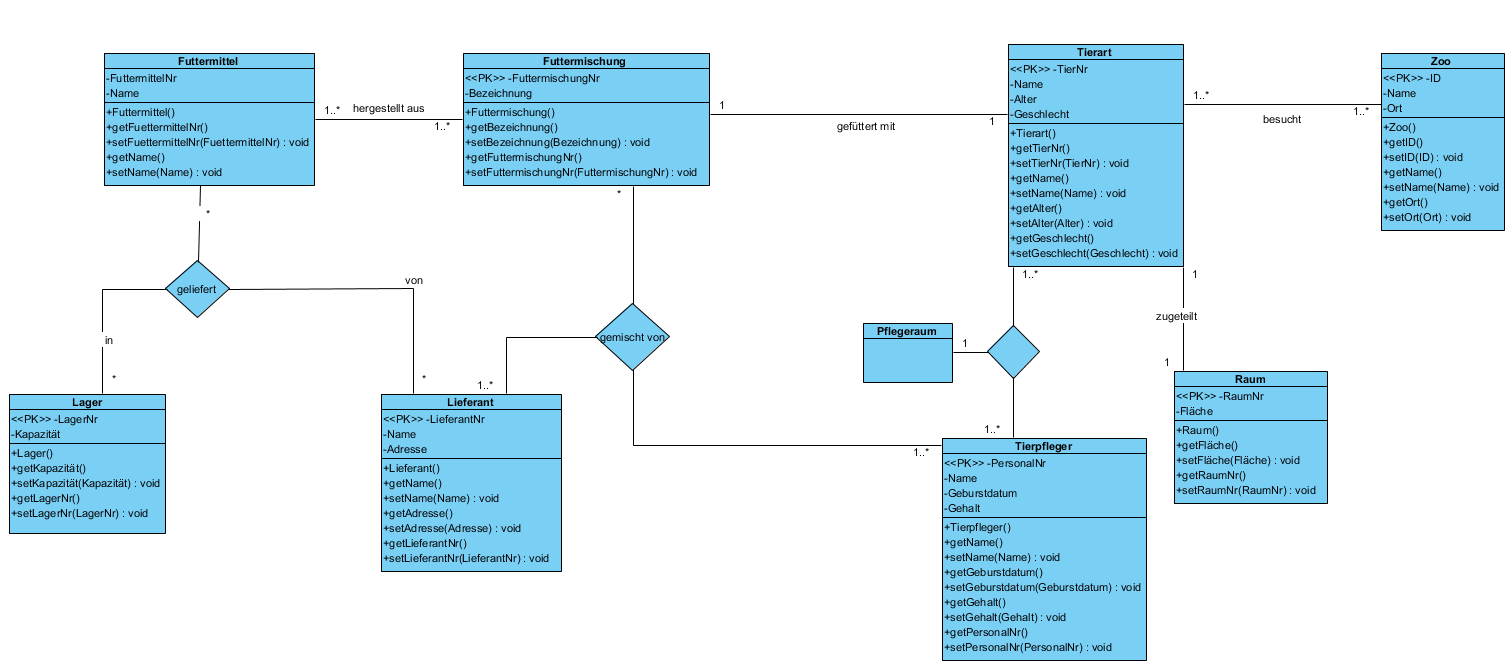 Futtermittel
-FuttermittelNr
-Name
+Futtermittel()
+getFuettermittelNr()
+setFuettermittelNr(FuettermittelNr) : void
+getName()
+setName(Name) : void
1..*
hergestellt aus
1..*
Futtermischung
<<PK>> -FuttermischungNr
-Bezeichnung
+Futtermischung()
+getBezeichnung()
+setBezeichnung(Bezeichnung) : void
+getFuttermischungNr()
+setFuttermischungNr(FuttermischungNr) : void
1
gefüttert mit
1
Tierart
<<PK>> -TierNr
-Name
-Alter
-Geschlecht
+Tierart()
+getTierNr()
+setTierNr(TierNr) : void
+getName()
+setName(Name) : void
+getAlter()
+setAlter(Alter) : void
+getGeschlecht()
+setGeschlecht(Geschlecht) : void
1..*
besucht
1..*
Zoo
<<PK>> -ID
-Name
-Ort
+Zoo()
+getID()
+setID(ID) : void
+getName()
+setName(Name) : void
+getOrt()
+setOrt(Ort) : void
*
geliefert
in
*
von
*
*
gemischt von
1..*
1..*
1..*
Pflegeraum
1
1..*
1
zugeteilt
1
Lager
<<PK>> -LagerNr
-Kapazität
+Lager()
+getKapazität()
+setKapazität(Kapazität) : void
+getLagerNr()
+setLagerNr(LagerNr) : void
Lieferant
<<PK>> -LieferantNr
-Name
-Adresse
+Lieferant()
+getName()
+setName(Name) : void
+getAdresse()
+setAdresse(Adresse) : void
+getLieferantNr()
+setLieferantNr(LieferantNr) : void
Tierpfleger
<<PK>> -PersonalNr
-Name
-Geburstdatum
-Gehalt
+Tierpfleger()
+getName()
+setName(Name) : void
+getGeburstdatum()
+setGeburstdatum(Geburstdatum) : void
+getGehalt()
+setGehalt(Gehalt) : void
+getPersonalNr()
+setPersonalNr(PersonalNr) : void
Raum
<<PK>> -RaumNr
-Fläche
+Raum()
+getFläche()
+setFläche(Fläche) : void
+getRaumNr()
+setRaumNr(RaumNr) : void